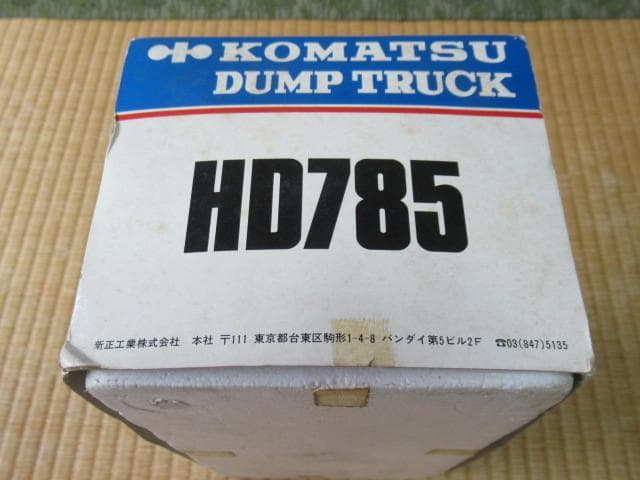 KOMATSU
DUMP TRUCK
HD785
新正工業株式会社 本社 〒111 東京都台東区駒形1-4-8 バンダイ第5ビル2F ☎03(847)5135